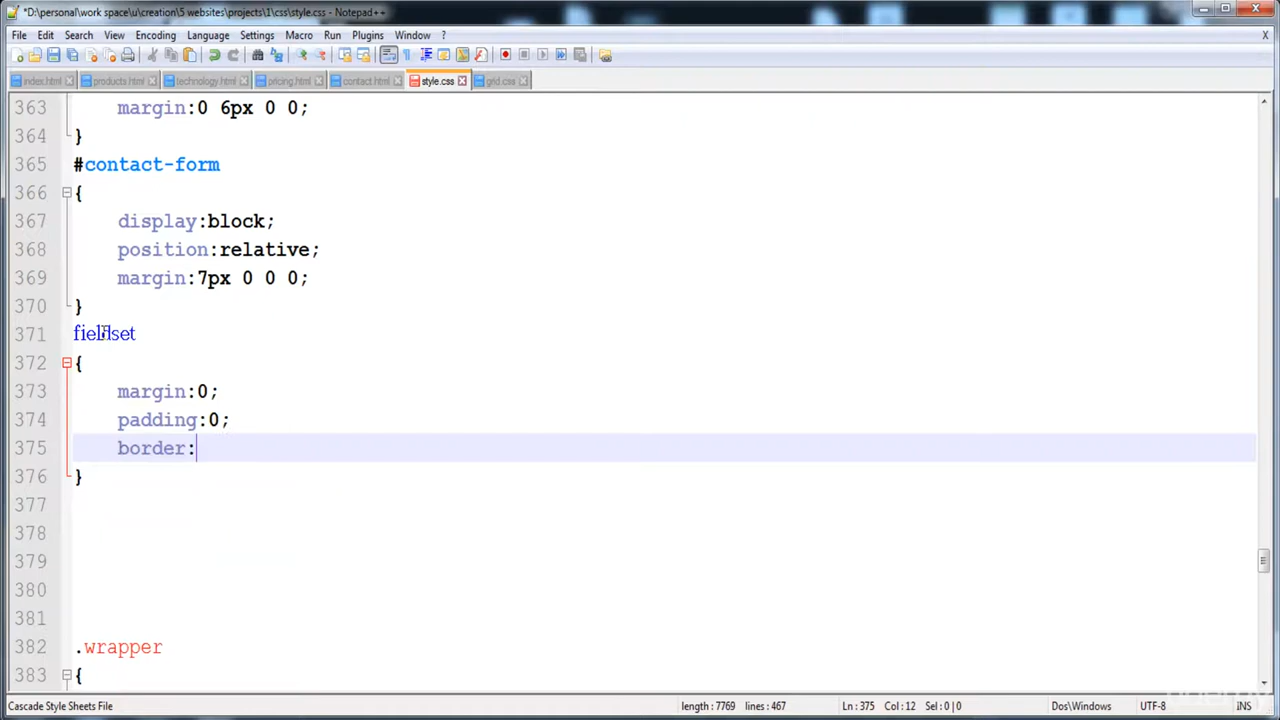 *D:\personal\work space\u\creation\5 websites\projects\1\css\style.css - Notepad++
File Edit Search View Encoding Language Settings Macro Run Plugins Window ? X
index.html products.html technology.html pricing.html contact.html style.css grid.css
363 margin:0 6px 0 0;
364 }
365 #contact-form
366 {
367 display:block;
368 position:relative;
369 margin:7px 0 0 0;
370 }
371 fieldset
372 {
373 margin:0;
374 padding:0;
375 border:
376 }
377
378
379
380
381
382 .wrapper
383 {
Cascade Style Sheets File length : 7769 lines : 467 Ln : 375 Col : 12 Sel : 0 | 0 Dos\Windows UTF-8 INS